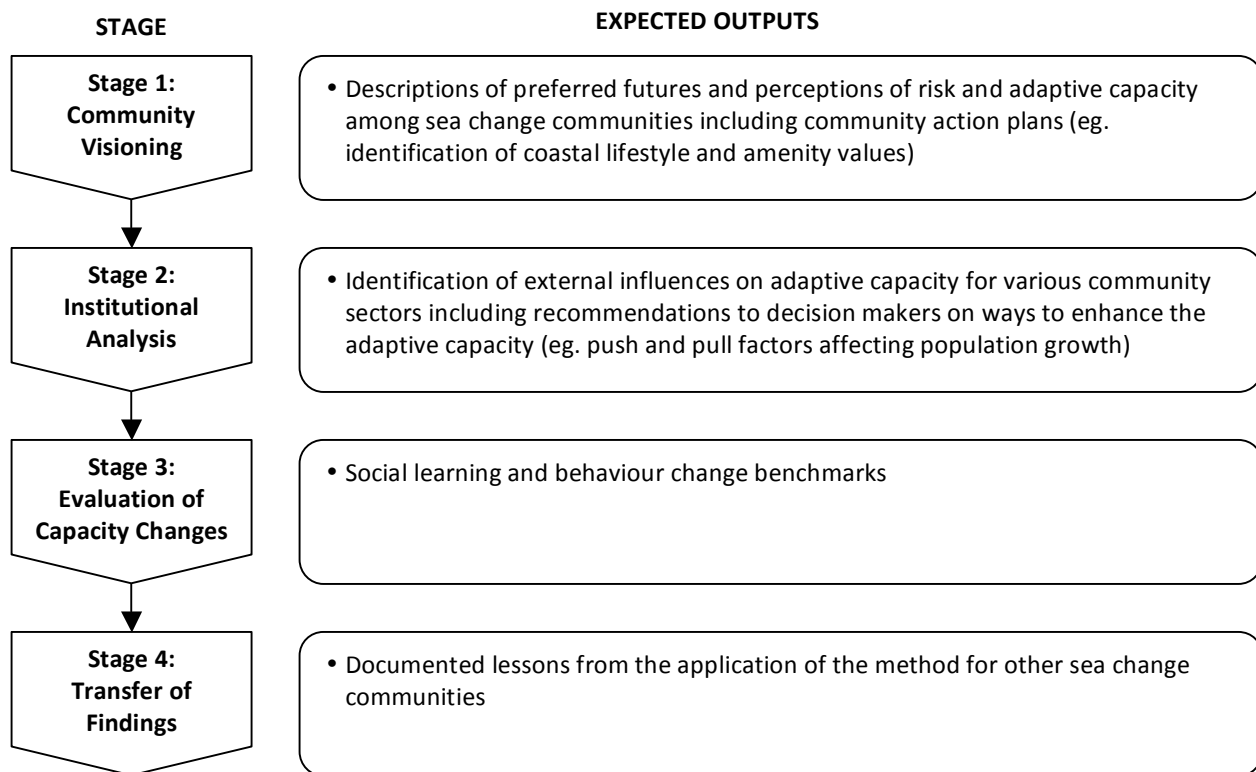 STAGE
EXPECTED OUTPUTS
Stage 1:
Community
Visioning
• Descriptions of preferred futures and perceptions of risk and adaptive capacity
among sea change communities including community action plans (eg.
identification of coastal lifestyle and amenity values)
Stage 2:
Institutional
Analysis
• Identification of external influences on adaptive capacity for various community
sectors including recommendations to decision makers on ways to enhance the
adaptive capacity (eg. push and pull factors affecting population growth)
Stage 3:
Evaluation of
Capacity Changes
• Social learning and behaviour change benchmarks
Stage 4:
Transfer of
Findings
• Documented lessons from the application of the method for other sea change
communities